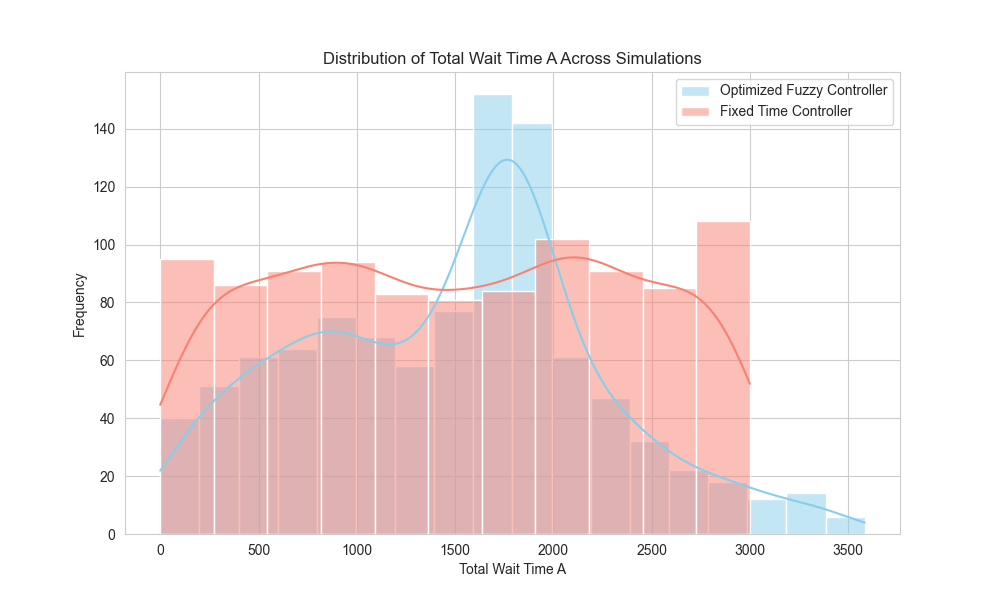 Distribution of Total Wait Time A Across Simulations
Optimized Fuzzy Controller
Fixed Time Controller
Frequency
140
120
100
80
60
40
20
0
0 500 1000 1500 2000 2500 3000 3500
Total Wait Time A